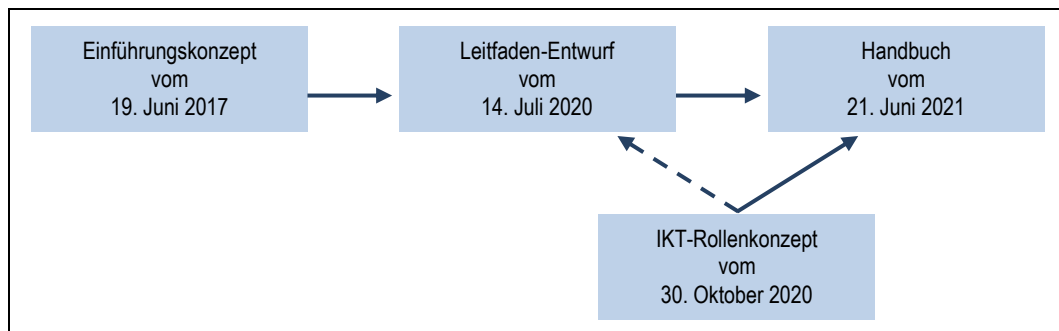 Einführungskonzept
vom
19. Juni 2017
Leitfaden-Entwurf
vom
14. Juli 2020
Handbuch
vom
21. Juni 2021
IKT-Rollenkonzept
vom
30. Oktober 2020